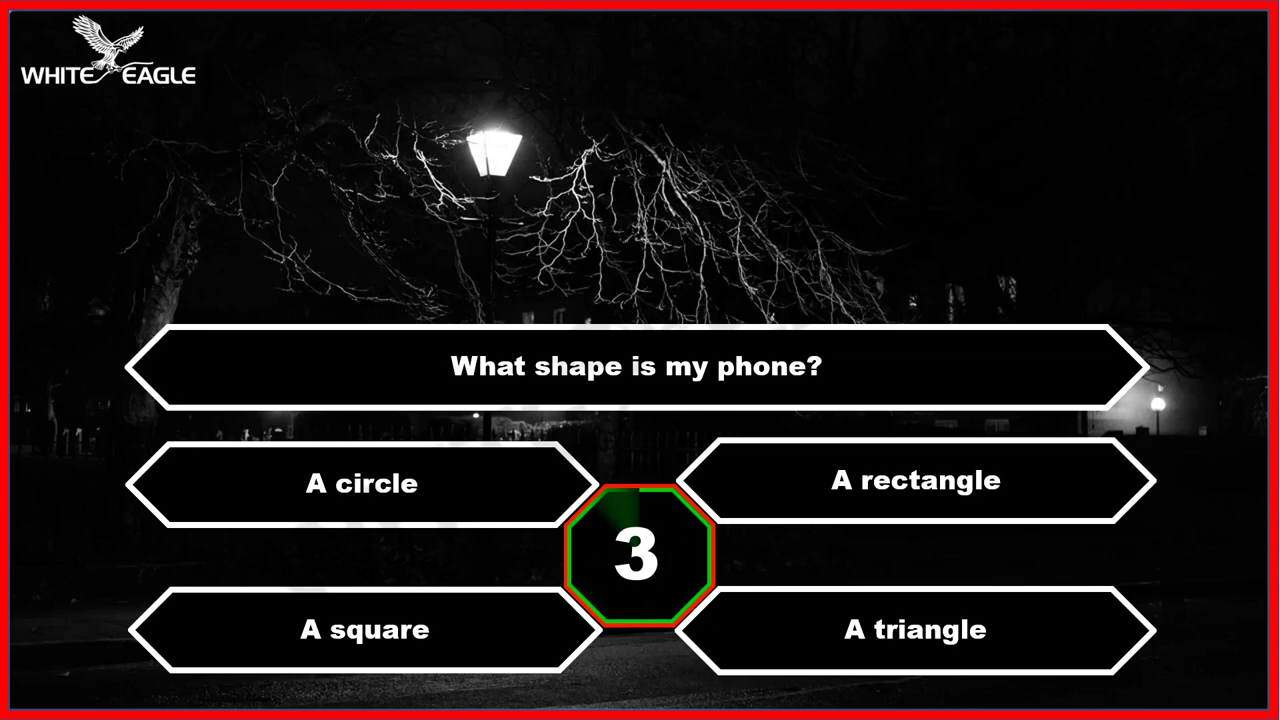 WHITE EAGLE
What shape is my phone?
A circle
A rectangle
3
A square
A triangle